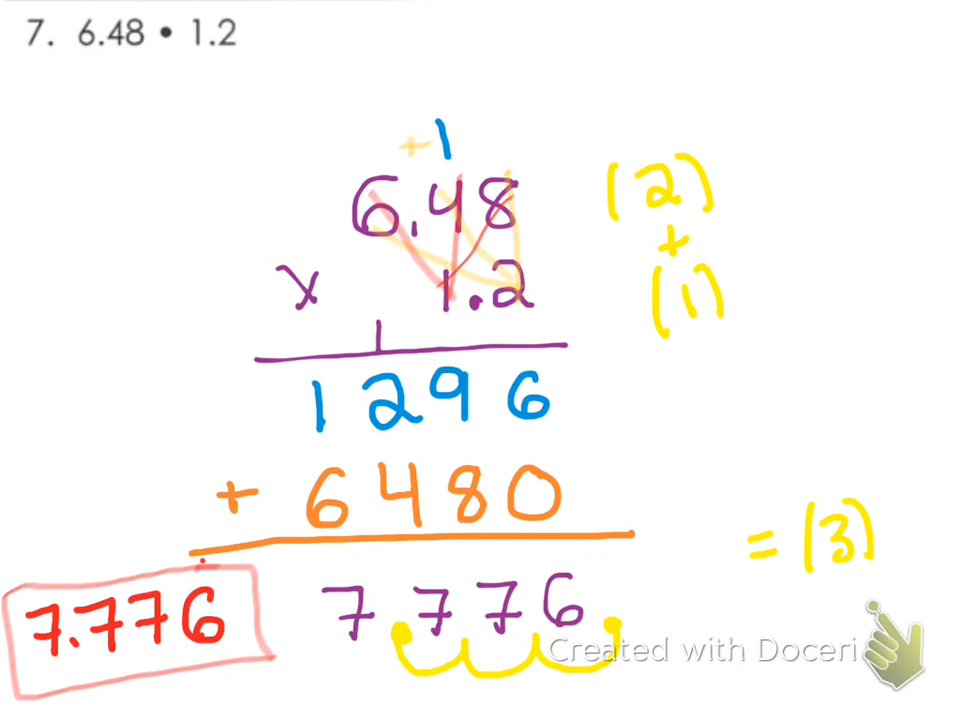 7. 6.48 • 1.2
+1
6.48 (2)
+
x 1.2 (1)
1
1296
+ 6480
= (3)
7.776 7776
Created with Doceri